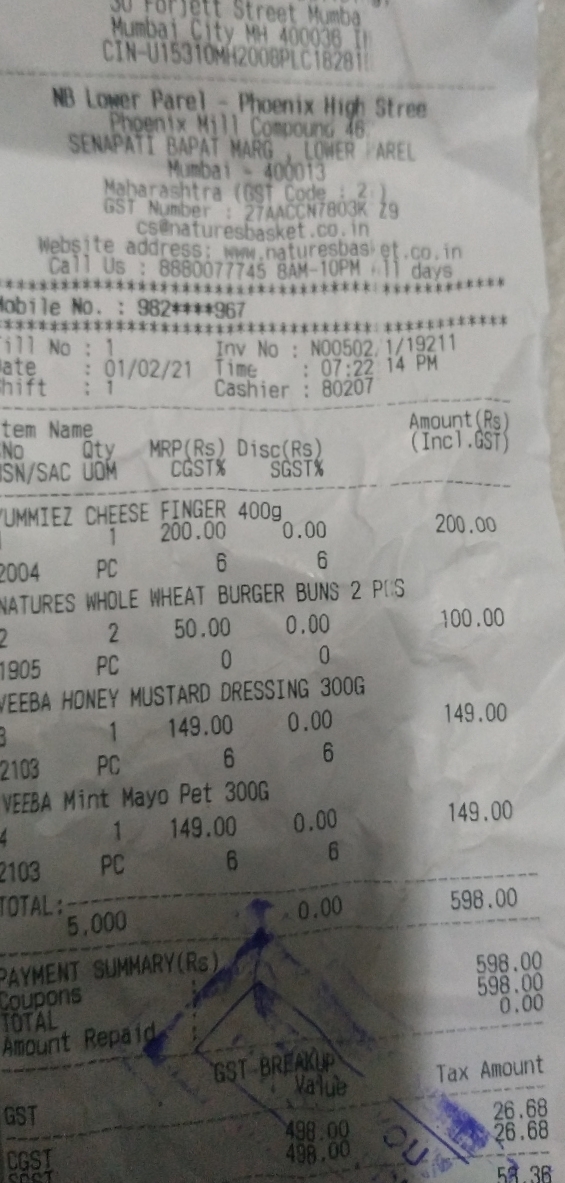 30 Forjett Street Mumba
Mumbai City MH 400036 I
CIN-U15310MH2008PLC18281
NB Lower Parel - Phoenix High Stree
Phoenix Mill Compound 46
SENAPATI BAPAT MARG , LOWER AREL
Mumbai - 400013
Maharashtra (GST Code : 2 )
GST Number : 27AACCN7803K Z9
cs@naturesbasket.co.in
Website address: www.naturesbas et.co.in
Call Us : 8880077745 8AM-10PM ll days
***********************************
Mobile No. : 982****967
***********************************
ill No : 1 Inv No : N00502 1/19211
ate : 01/02/21 Time : 07:22 14 PM
hift : 1 Cashier : 80207
tem Name Amount(Rs)
No Qty MRP(Rs) Disc(Rs) (Incl.GST)
HSN/SAC UOM CGST% SGST%
YUMMIEZ CHEESE FINGER 400g
1 1 200.00 0.00 200.00
2004 PC 6 6
NATURES WHOLE WHEAT BURGER BUNS 2 PCS
2 2 50.00 0.00 100.00
1905 PC 0 0
VEEBA HONEY MUSTARD DRESSING 300G
3 1 149.00 0.00 149.00
2103 PC 6 6
VEEBA Mint Mayo Pet 300G
4 1 149.00 0.00 149.00
2103 PC 6 6
TOTAL:
5,000 0.00 598.00
PAYMENT SUMMARY(Rs)
Coupons 598.00
TOTAL 598.00
Amount Repaid 0.00
GST BREAKUP
Value Tax Amount
GST
CGST 498.00 26.68
SGST 498.00 26.68